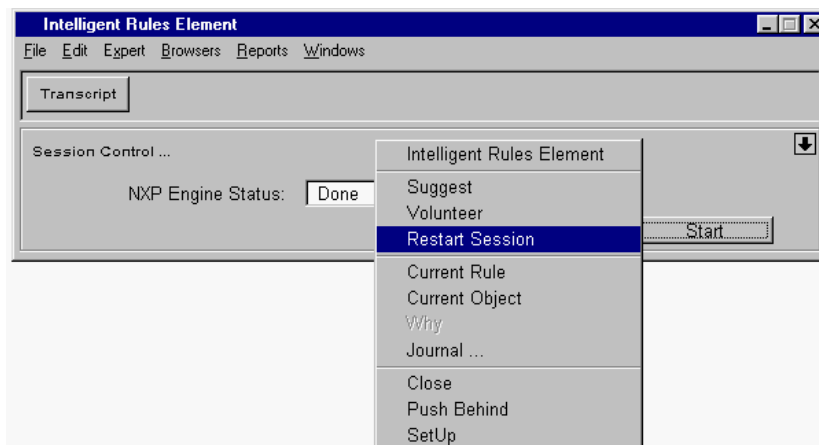 Intelligent Rules Element
File Edit Expert Browsers Reports Windows
Transcript
Session Control ...
NXP Engine Status: Done
Start
Intelligent Rules Element
Suggest
Volunteer
Restart Session
Current Rule
Current Object
Why
Journal ...
Close
Push Behind
SetUp